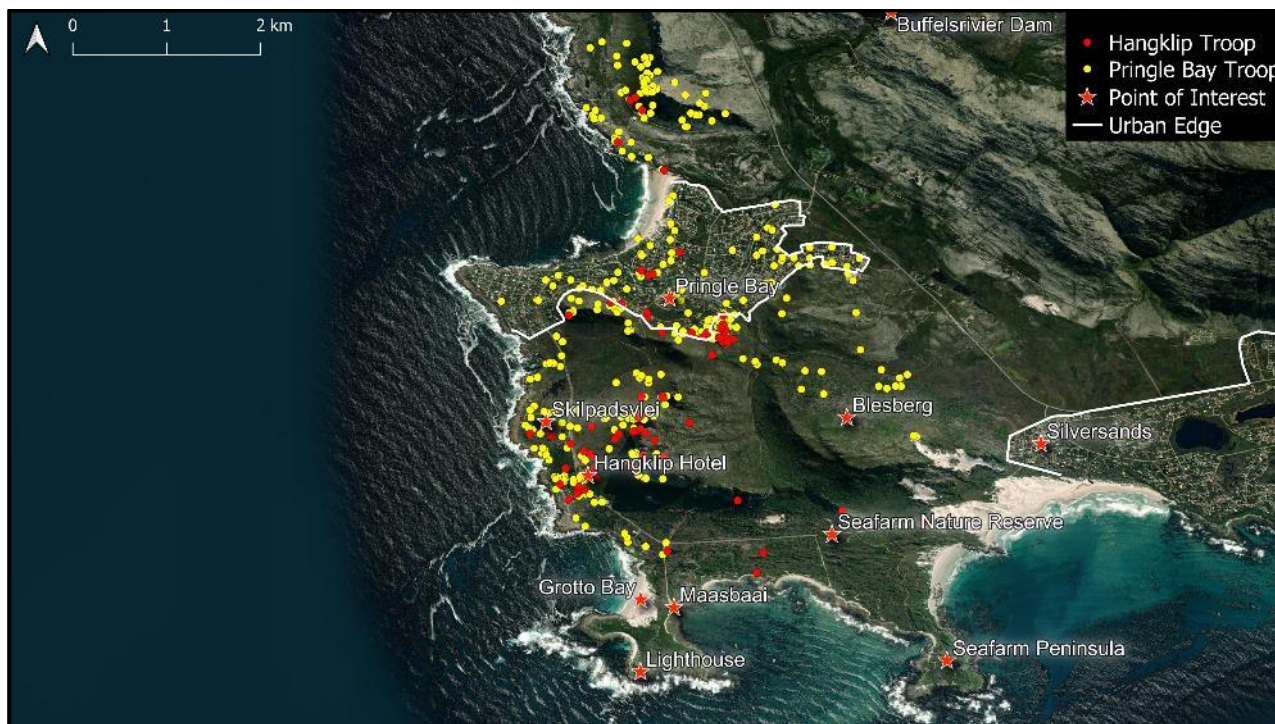 0 1 2 km
Buffelsrivier Dam
Hangklip Troop
Pringle Bay Troop
Point of Interest
Urban Edge
Pringle Bay
Skilpadsvlei
Blesberg
Silversands
Hangklip Hotel
Seafarm Nature Reserve
Grotto Bay
Maasbaai
Lighthouse
Seafarm Peninsula